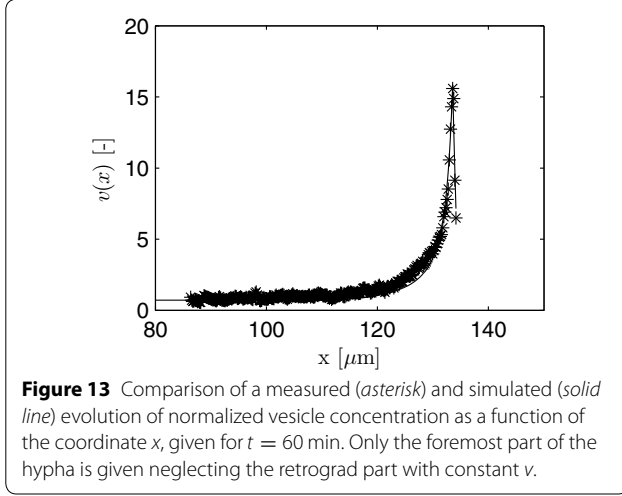 20
15
10
5
0
v(x) [-]
80 100 120 140
x [μm]
Figure 13 Comparison of a measured (asterisk) and simulated (solid
line) evolution of normalized vesicle concentration as a function of
the coordinate x, given for t = 60 min. Only the foremost part of the
hypha is given neglecting the retrograd part with constant v.